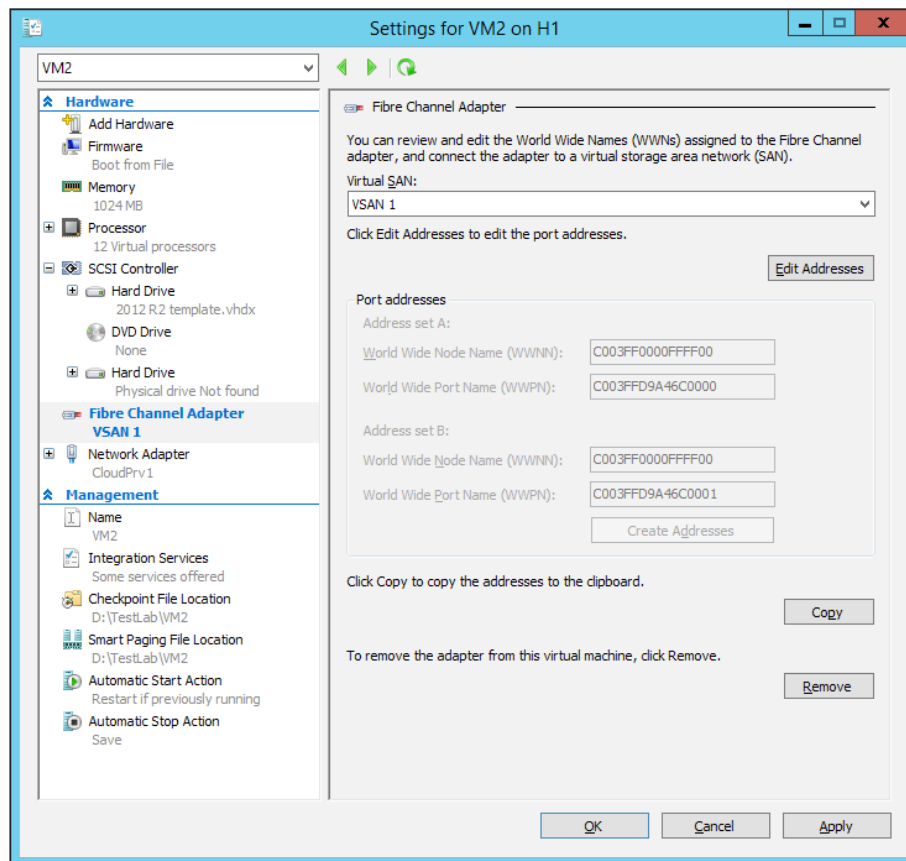 Settings for VM2 on H1
VM2
Hardware
Add Hardware
Firmware
Boot from File
Memory
1024 MB
Processor
12 Virtual processors
SCSI Controller
Hard Drive
2012 R2 template.vhdx
DVD Drive
None
Hard Drive
Physical drive Not found
Fibre Channel Adapter
VSAN 1
Network Adapter
CloudPrv1
Management
Name
VM2
Integration Services
Some services offered
Checkpoint File Location
D:\TestLab\VM2
Smart Paging File Location
D:\TestLab\VM2
Automatic Start Action
Restart if previously running
Automatic Stop Action
Save
Fibre Channel Adapter
You can review and edit the World Wide Names (WWNs) assigned to the Fibre Channel
adapter, and connect the adapter to a virtual storage area network (SAN).
Virtual SAN:
VSAN 1
Click Edit Addresses to edit the port addresses.
Edit Addresses
Port addresses
Address set A:
World Wide Node Name (WWNN): C003FF0000FFFF00
World Wide Port Name (WWPN): C003FFD9A46C0000
Address set B:
World Wide Node Name (WWNN): C003FF0000FFFF00
World Wide Port Name (WWPN): C003FFD9A46C0001
Create Addresses
Click Copy to copy the addresses to the clipboard.
Copy
To remove the adapter from this virtual machine, click Remove.
Remove
OK Cancel Apply